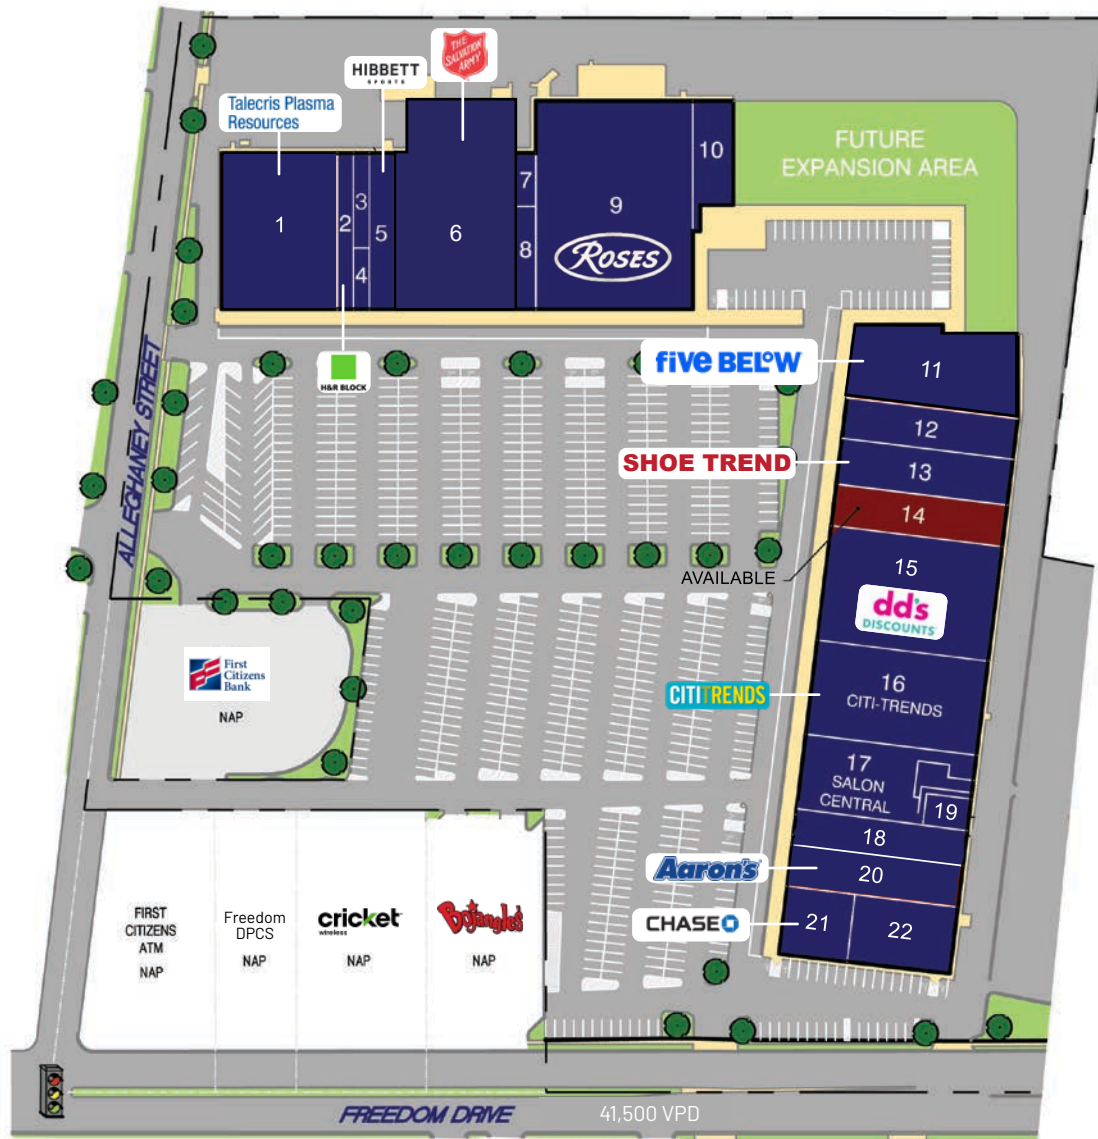 THE
SALVATION
ARMY
HIBBETT
SPORTS
Talecris Plasma
Resources
1
2
3
4
5
6
7
8
9
ROSES
10
FUTURE
EXPANSION AREA
H&R BLOCK
five BELOW
11
12
SHOE TREND
13
14
AVAILABLE
15
dd's
DISCOUNTS
CITITRENDS
16
CITI-TRENDS
17
SALON
CENTRAL
19
18
Aaron's
20
CHASE
21
22
ALLEGHANEY STREET
First
Citizens
Bank
NAP
FIRST
CITIZENS
ATM
NAP
Freedom
DPCS
NAP
cricket
wireless
NAP
Bojangles
NAP
FREEDOM DRIVE
41,500 VPD